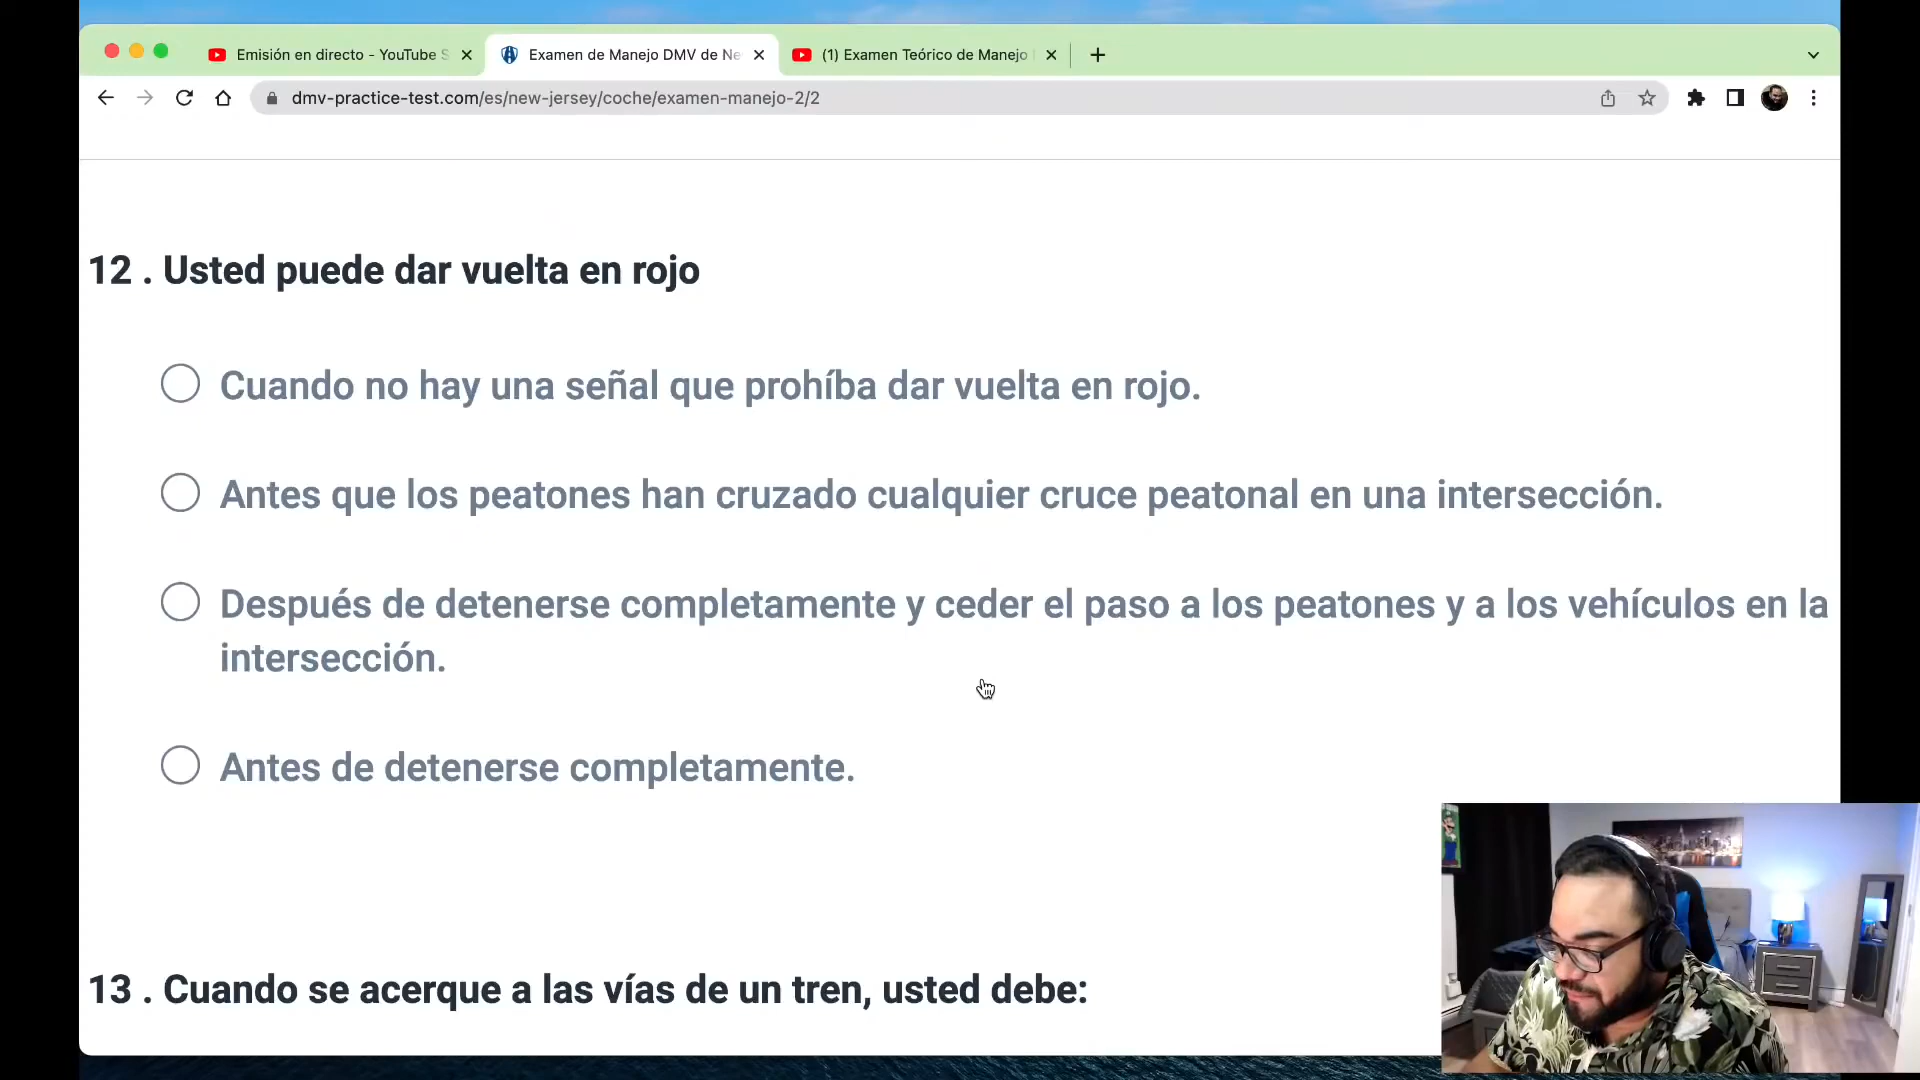 Emisión en directo - YouTube S
Examen de Manejo DMV de Ne
(1) Examen Teórico de Manejo
dmv-practice-test.com/es/new-jersey/coche/examen-manejo-2/2
12 . Usted puede dar vuelta en rojo
Cuando no hay una señal que prohíba dar vuelta en rojo.
Antes que los peatones han cruzado cualquier cruce peatonal en una intersección.
Después de detenerse completamente y ceder el paso a los peatones y a los vehículos en la
intersección.
Antes de detenerse completamente.
13 . Cuando se acerque a las vías de un tren, usted debe: